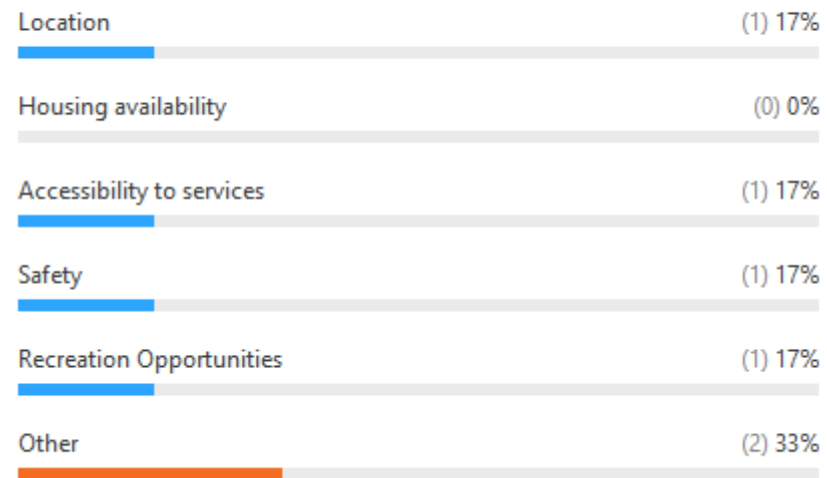 Location (1) 17%
Housing availability (0) 0%
Accessibility to services (1) 17%
Safety (1) 17%
Recreation Opportunities (1) 17%
Other (2) 33%